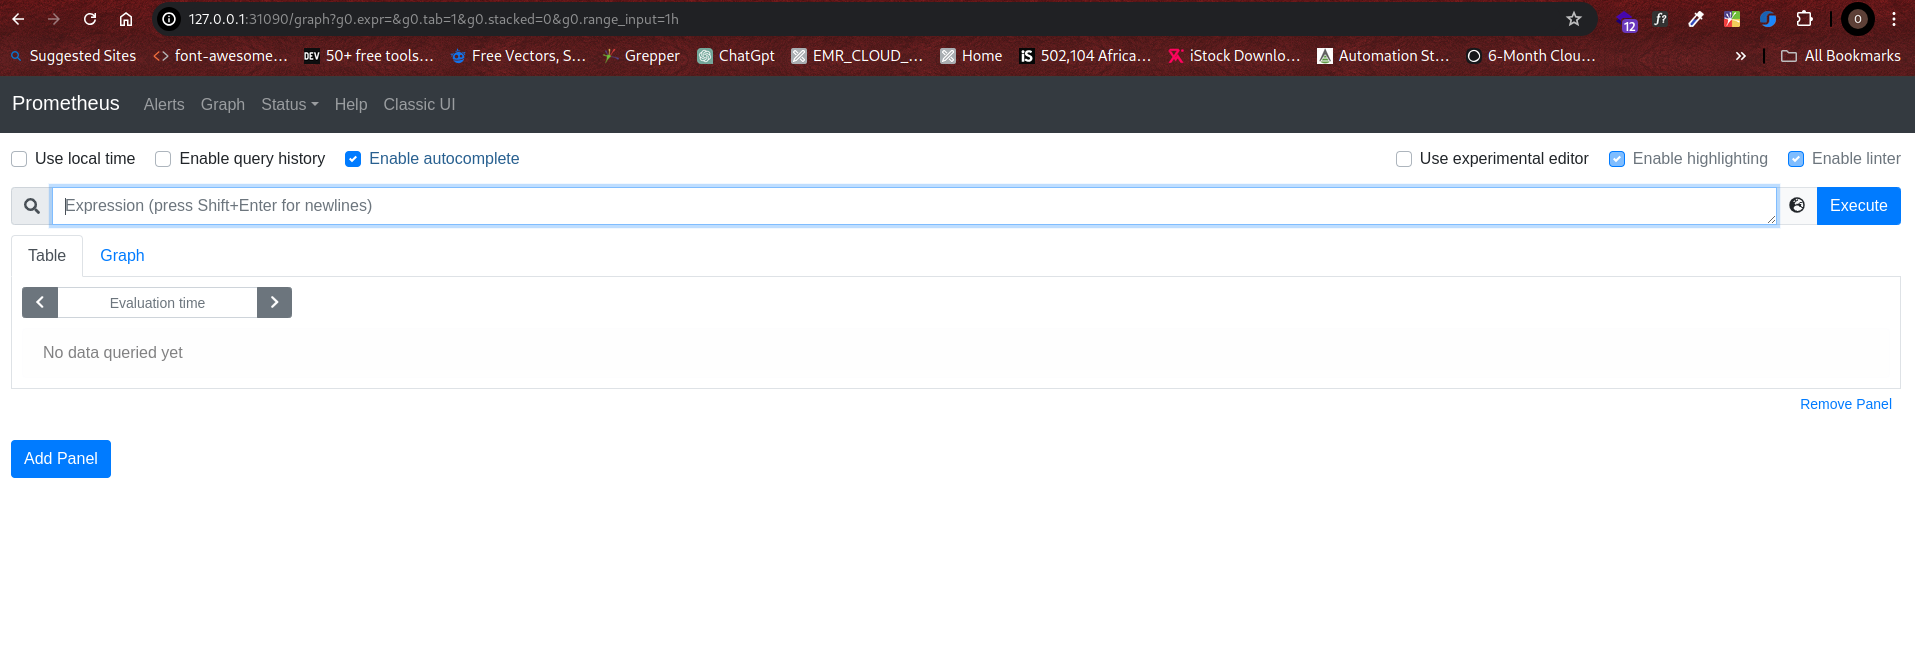 127.0.0.1:31090/graph?g0.expr=&g0.tab=1&g0.stacked=0&g0.range_input=1h
12
f?
O
Suggested Sites
font-awesome...
DEV 50+ free tools...
Free Vectors, S...
Grepper
ChatGpt
EMR_CLOUD_...
Home
iS 502,104 Africa...
iStock Downlo...
Automation St...
6-Month Clou...
All Bookmarks
Prometheus Alerts Graph Status Help Classic UI
Use local time Enable query history Enable autocomplete Use experimental editor Enable highlighting Enable linter
Expression (press Shift+Enter for newlines) Execute
Table Graph
Evaluation time
No data queried yet
Remove Panel
Add Panel